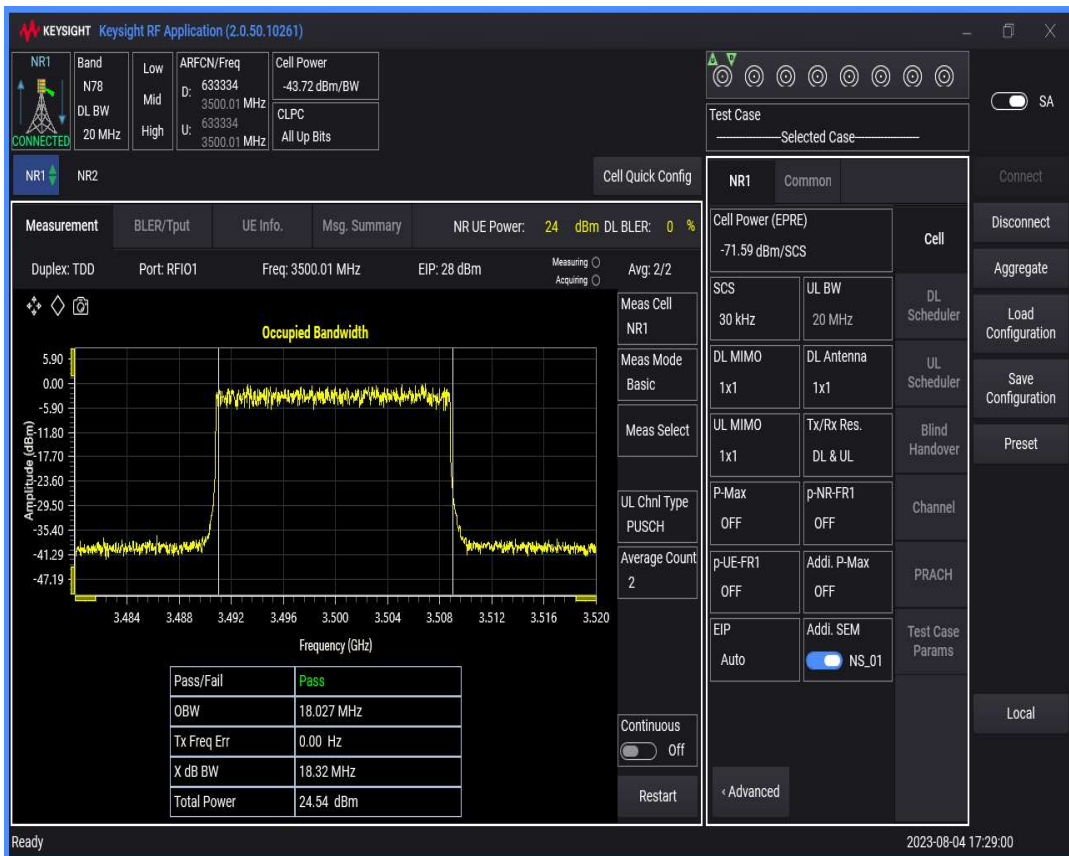 KEYSIGHT Keysight RF Application (2.0.50.10261)
NR1
CONNECTED
Band
N78
DL BW
20 MHz
Low
Mid
High
ARFCN/Freq
D: 633334
3500.01 MHz
U: 633334
3500.01 MHz
Cell Power
-43.72 dBm/BW
CLPC
All Up Bits
Test Case
Selected Case
SA
NR1 NR2 Cell Quick Config
Measurement BLER/Tput UE Info. Msg. Summary NR UE Power: 24 dBm DL BLER: 0 %
Duplex: TDD Port: RFIO1 Freq: 3500.01 MHz EIP: 28 dBm Measuring
Acquiring
Avg: 2/2
Occupied Bandwidth
Amplitude (dBm)
5.90
0.00
-5.90
-11.80
-17.70
-23.60
-29.50
-35.40
-41.29
-47.19
3.484 3.488 3.492 3.496 3.500 3.504 3.508 3.512 3.516 3.520
Frequency (GHz)
Pass/Fail Pass
OBW 18.027 MHz
Tx Freq Err 0.00 Hz
X dB BW 18.32 MHz
Total Power 24.54 dBm
Meas Cell
NR1
Meas Mode
Basic
Meas Select
UL Chnl Type
PUSCH
Average Count
2
Continuous
Off
Restart
NR1 Common
Cell Power (EPRE)
-71.59 dBm/SCS
SCS
30 kHz
UL BW
20 MHz
DL MIMO
1x1
DL Antenna
1x1
UL MIMO
1x1
Tx/Rx Res.
DL & UL
P-Max
OFF
p-NR-FR1
OFF
p-UE-FR1
OFF
Addi. P-Max
OFF
EIP
Auto
Addi. SEM
NS_01
‹ Advanced
Cell
DL
Scheduler
UL
Scheduler
Blind
Handover
Channel
PRACH
Test Case
Params
Connect
Disconnect
Aggregate
Load
Configuration
Save
Configuration
Preset
Local
Ready
2023-08-04 17:29:00